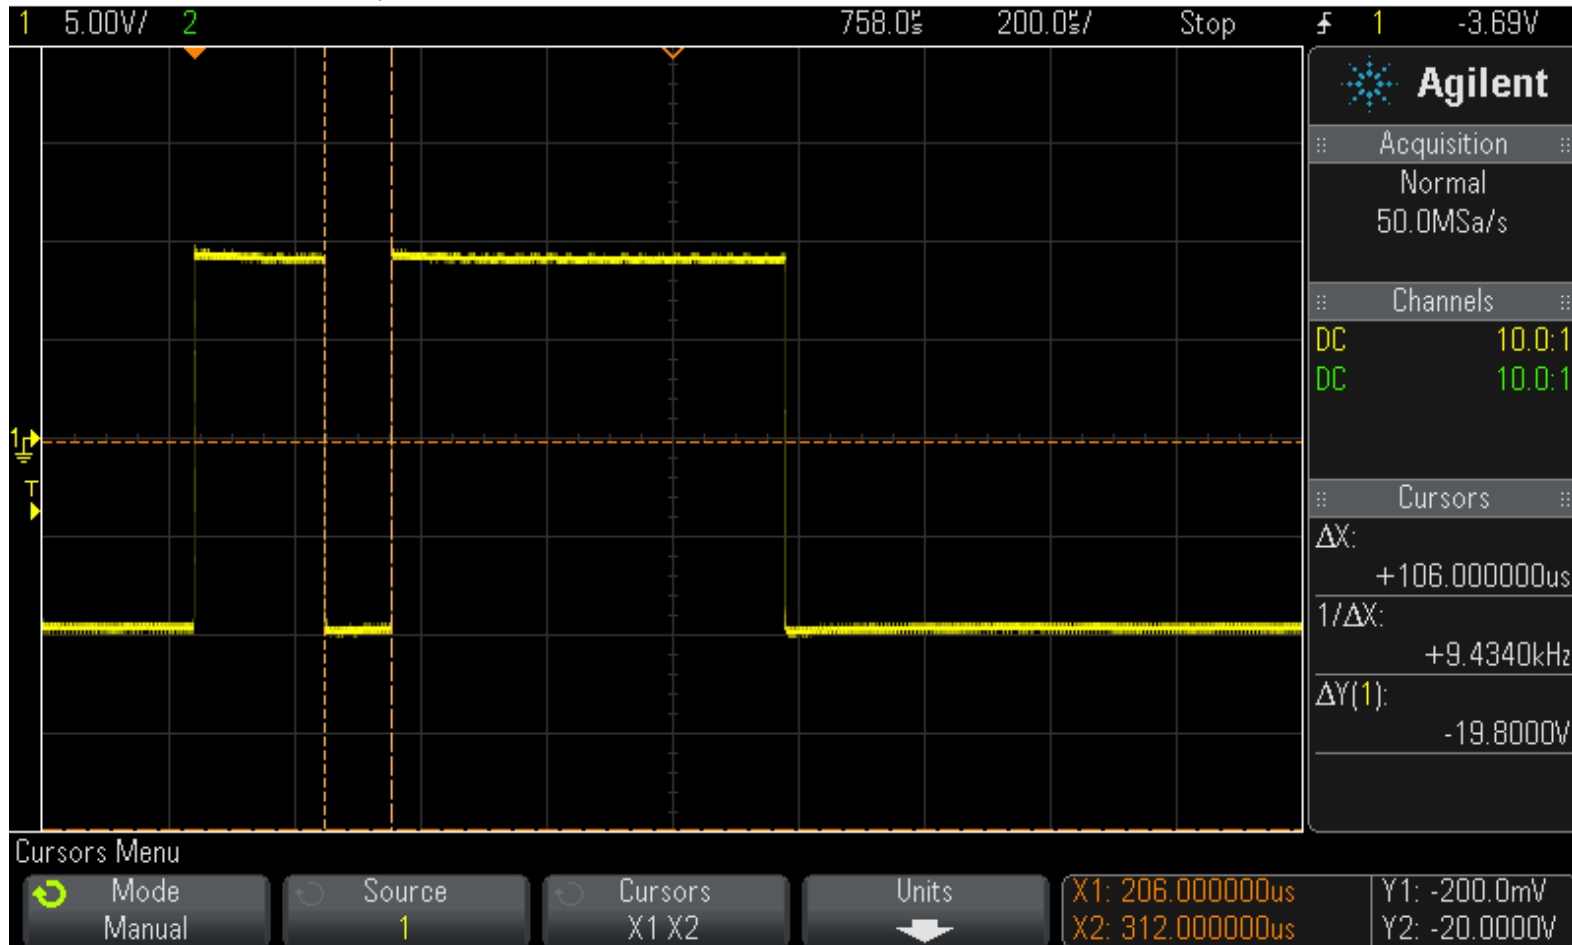 1 5.00V/ 2 758.0µs 200.0µs/ Stop 1 -3.69V
Agilent
Acquisition
Normal
50.0MSa/s
Channels
DC 10.0:1
DC 10.0:1
1
T
Cursors
ΔX:
+106.000000us
1/ΔX:
+9.4340kHz
ΔY(1):
-19.8000V
Cursors Menu
Mode
Manual
Source
1
Cursors
X1 X2
Units
X1: 206.000000us
X2: 312.000000us
Y1: -200.0mV
Y2: -20.0000V